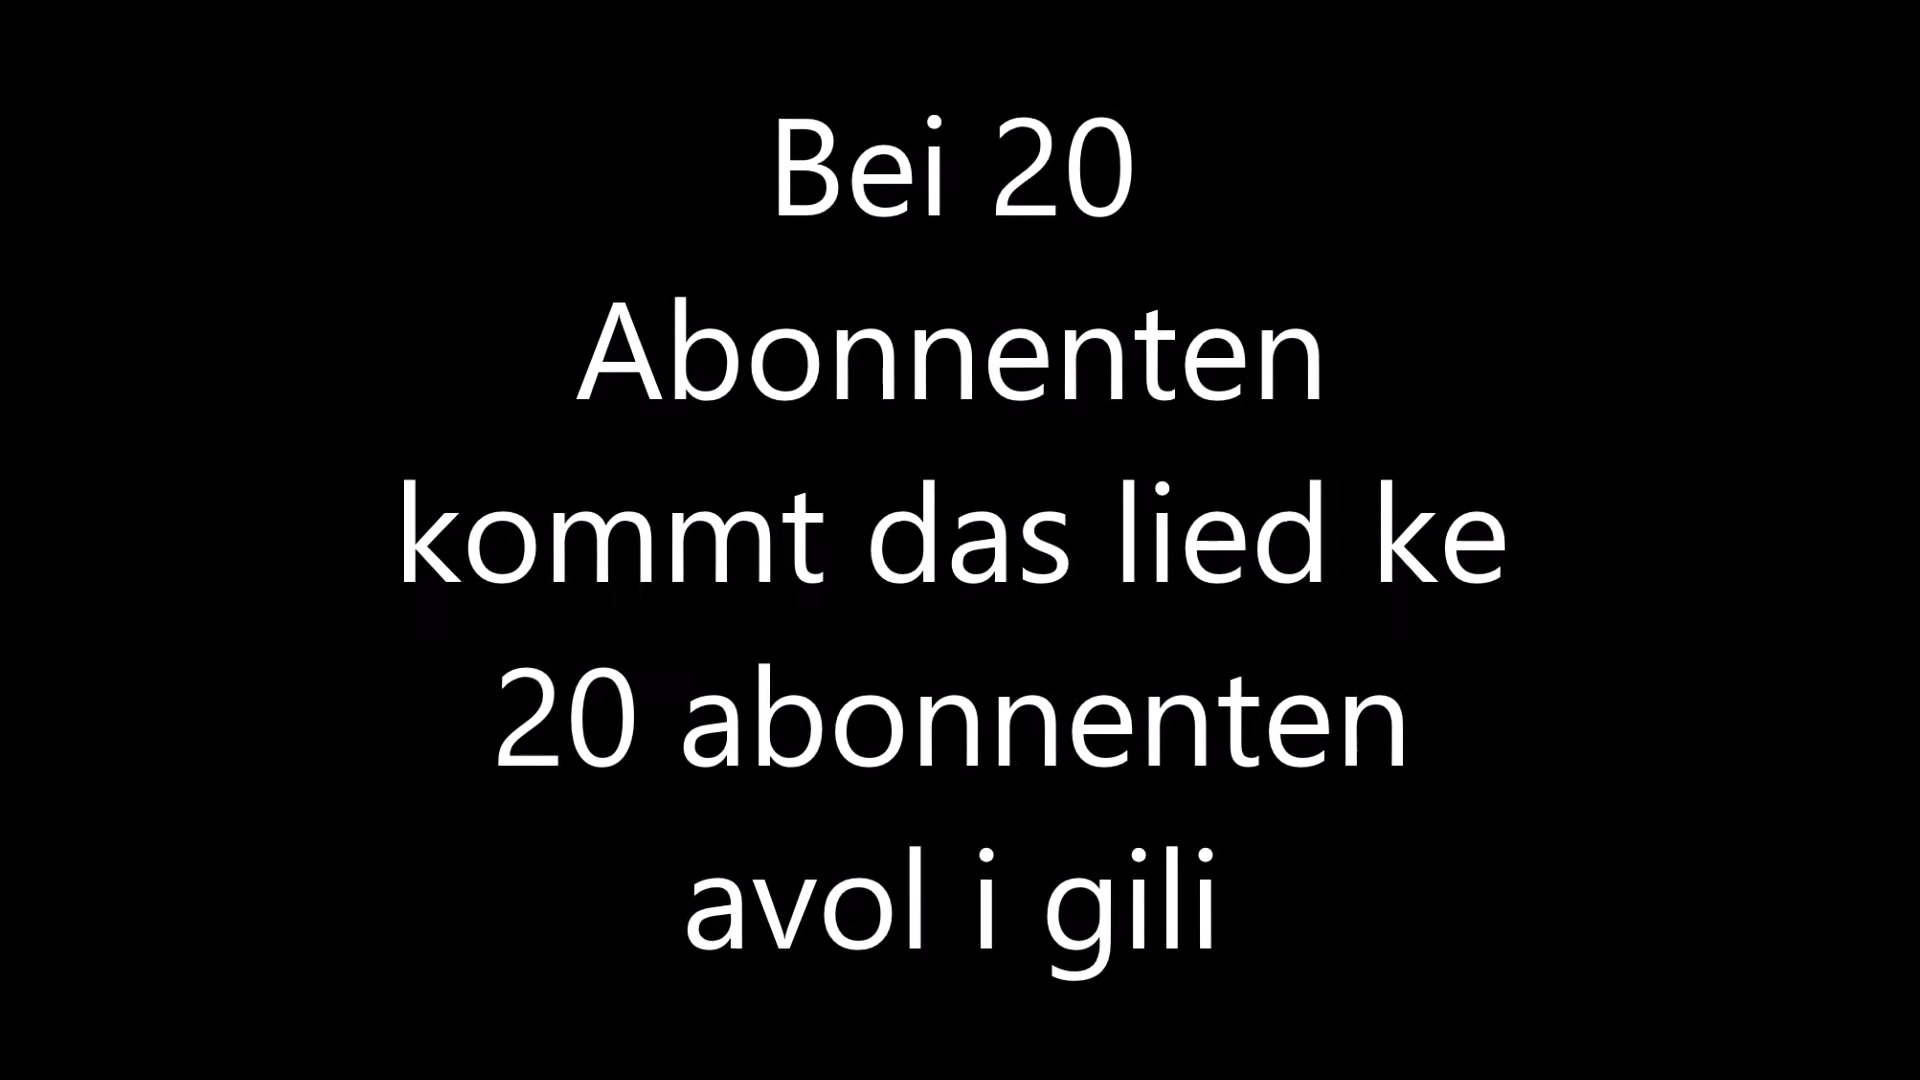 Bei 20
Abonnenten
kommt das lied ke
20 abonnenten
avol i gili